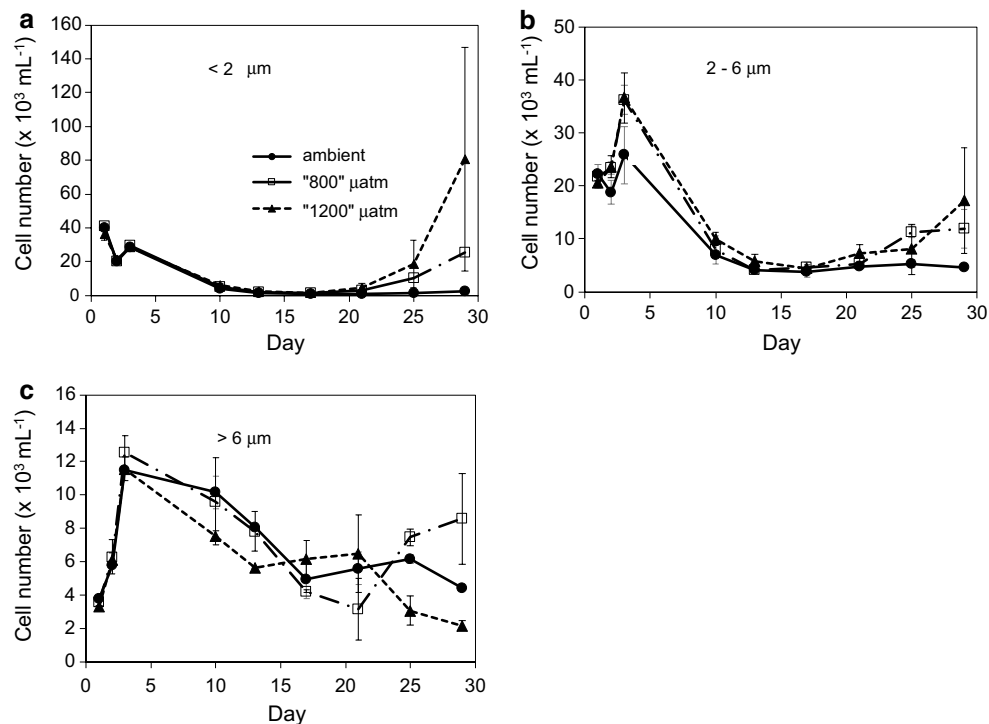 a
160
140
120
100
80
60
40
20
0
Cell number (x 10³ mL⁻¹)
< 2 μm
ambient
"800" μatm
"1200" μatm
0 5 10 15 20 25 30
Day
b
50
40
30
20
10
0
Cell number (x 10³ mL⁻¹)
2 - 6 μm
0 5 10 15 20 25 30
Day
c
16
14
12
10
8
6
4
2
0
Cell number (x 10³ mL⁻¹)
> 6 μm
0 5 10 15 20 25 30
Day